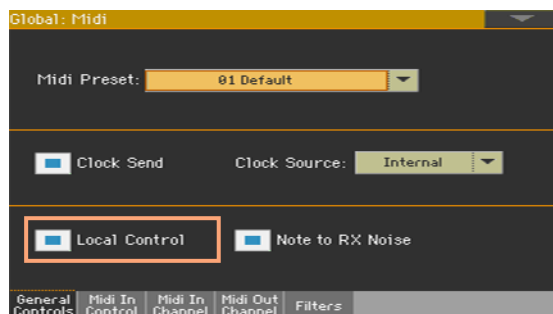 Global: Midi
Midi Preset: 01 Default
Clock Send Clock Source: Internal
Local Control Note to RX Noise
General Midi In Midi In Midi Out Filters
Controls Control Channel Channel